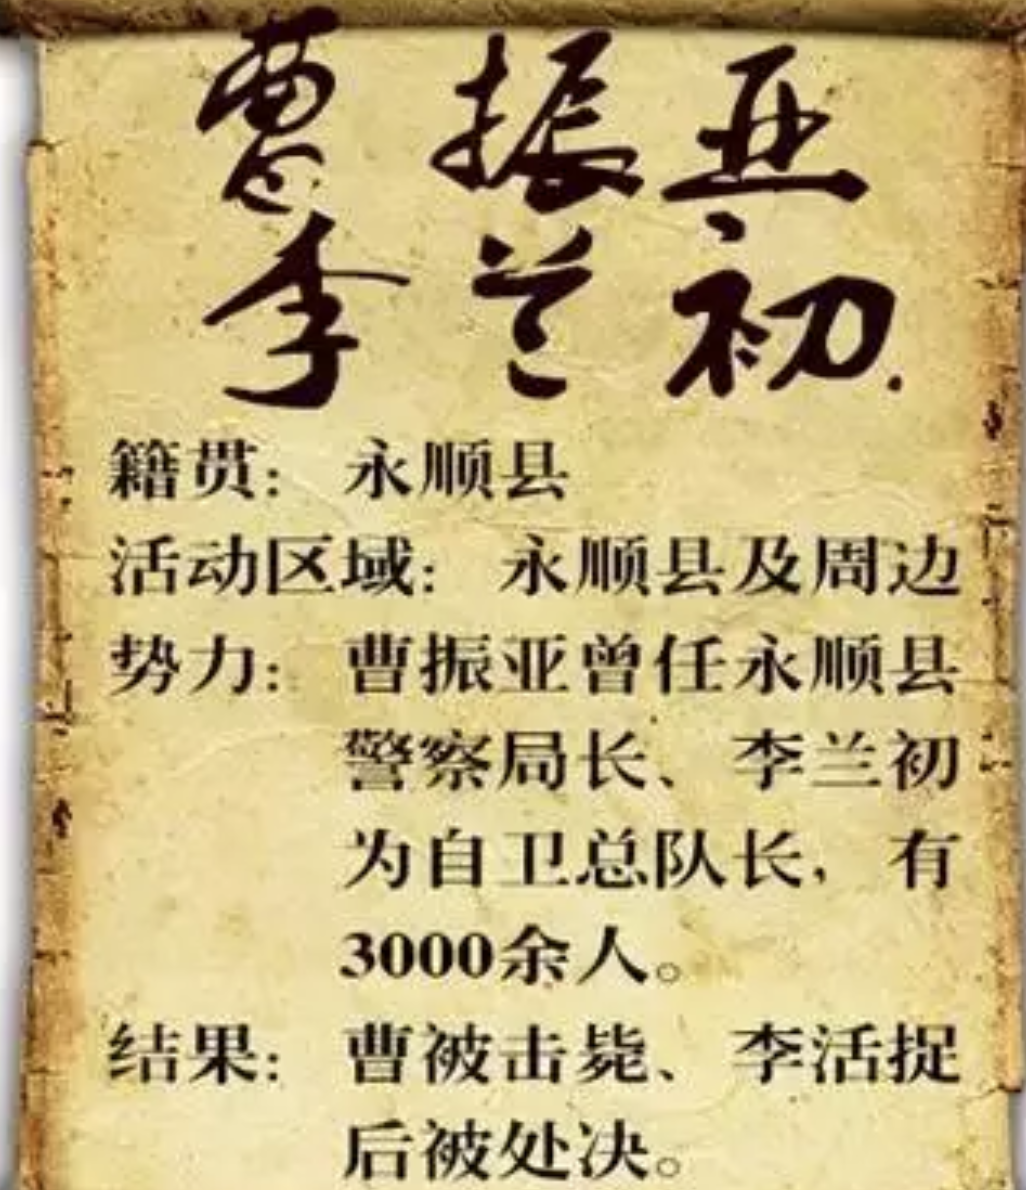 曹振亚
李兰初
籍贯：永顺县
活动区域：永顺县及周边
势力：曹振亚曾任永顺县
警察局长、李兰初
为自卫总队长，有
3000余人。
结果：曹被击毙、李活捉
后被处决。